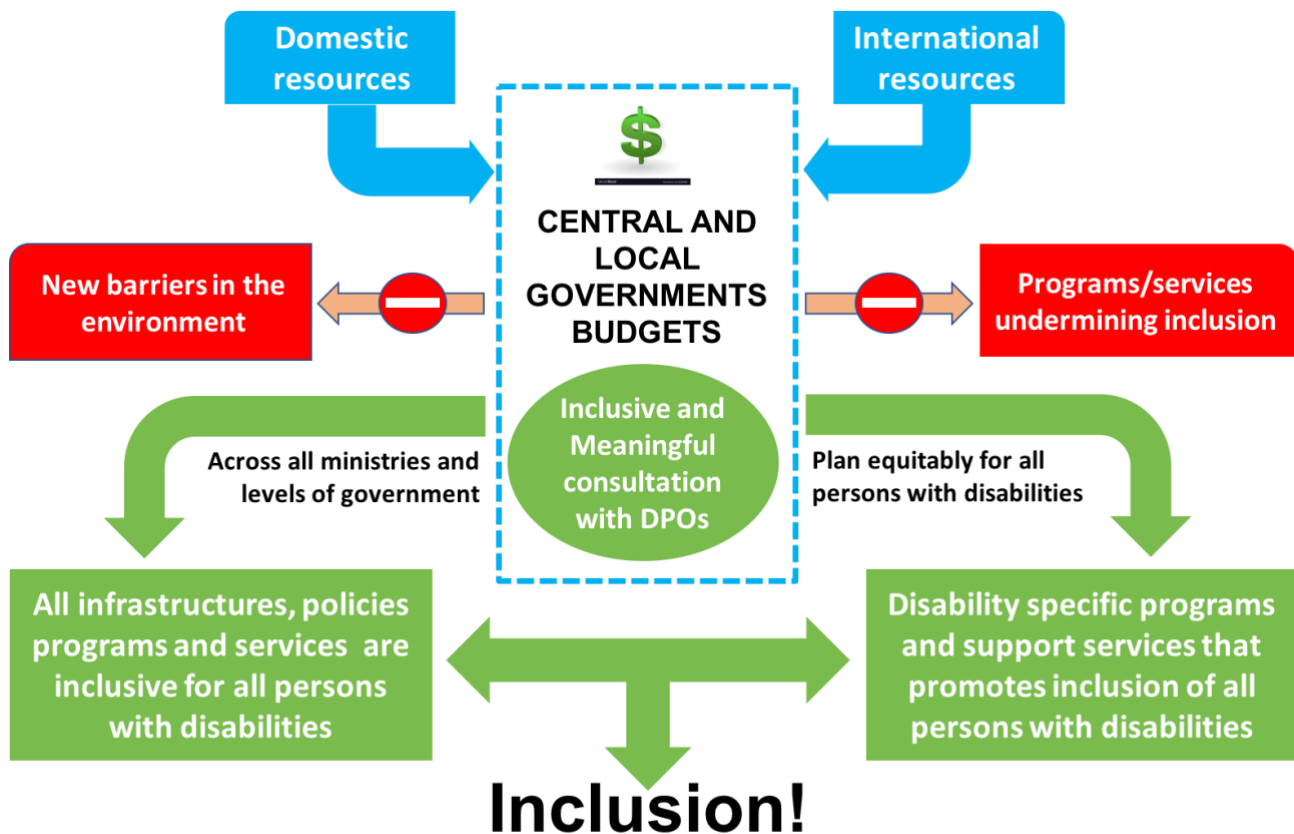 Domestic
resources
International
resources
CENTRAL AND
LOCAL
GOVERNMENTS
BUDGETS
New barriers in the
environment
Programs/services
undermining inclusion
Inclusive and
Meaningful
consultation
with DPOs
Across all ministries and
levels of government
Plan equitably for all
persons with disabilities
All infrastructures, policies
programs and services are
inclusive for all persons
with disabilities
Disability specific programs
and support services that
promotes inclusion of all
persons with disabilities
Inclusion!